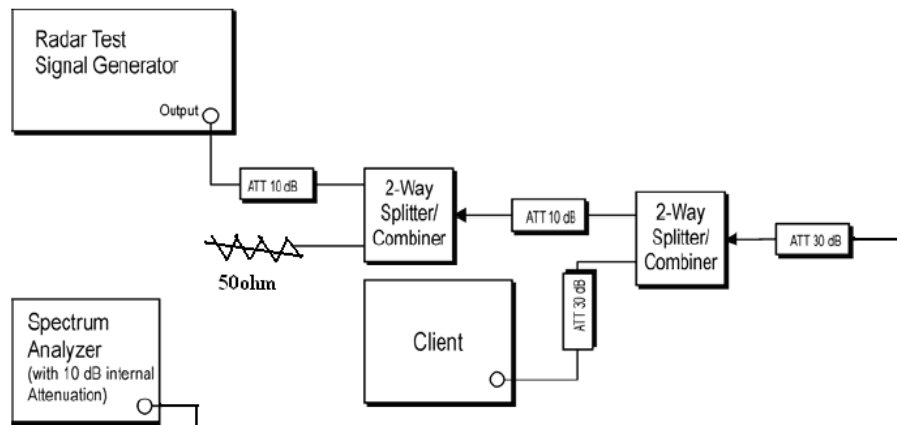 Radar Test
Signal Generator
Output
ATT 10 dB
2-Way
Splitter/
Combiner
ATT 10 dB
2-Way
Splitter/
Combiner
ATT 30 dB
50ohm
ATT 30 dB
Client
Spectrum
Analyzer
(with 10 dB internal
Attenuation)